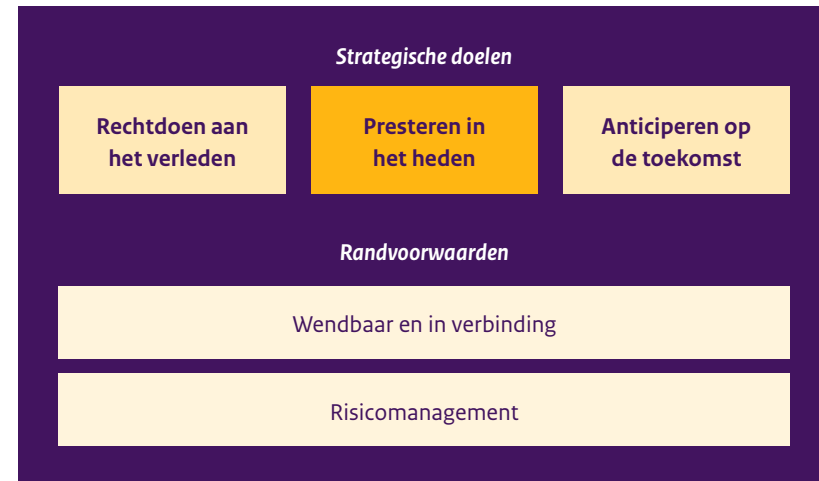 Strategische doelen
Rechtdoen aan
het verleden
Presteren in
het heden
Anticiperen op
de toekomst
Randvoorwaarden
Wendbaar en in verbinding
Risicomanagement